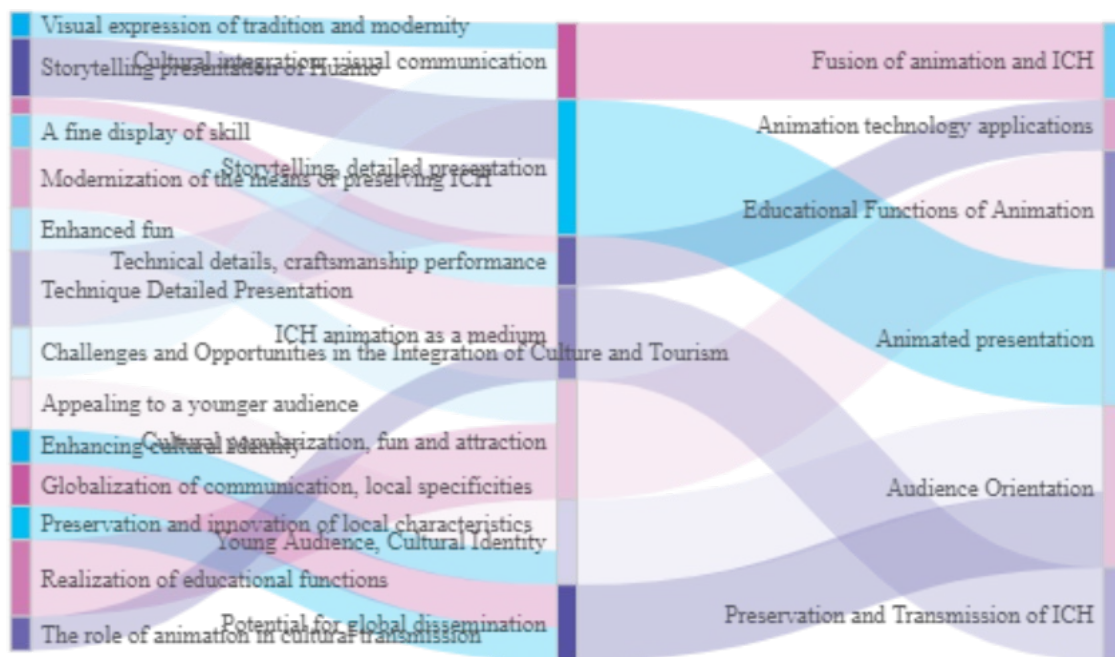 Visual expression of tradition and modernity
Storytelling presentation of Huamo
A fine display of skill
Modernization of the means of preserving ICH
Enhanced fun
Technique Detailed Presentation
Challenges and Opportunities in the Integration of Culture and Tourism
Appealing to a younger audience
Enhancing cultural Identity
Globalization of communication, local specificities
Preservation and innovation of local characteristics
Realization of educational functions
The role of animation in cultural transmission
Cultural integration, visual communication
Storytelling, detailed presentation
Technical details, craftsmanship performance
ICH animation as a medium
Cultural popularization, fun and attraction
Young Audience, Cultural Identity
Potential for global dissemination
Fusion of animation and ICH
Animation technology applications
Educational Functions of Animation
Animated presentation
Audience Orientation
Preservation and Transmission of ICH